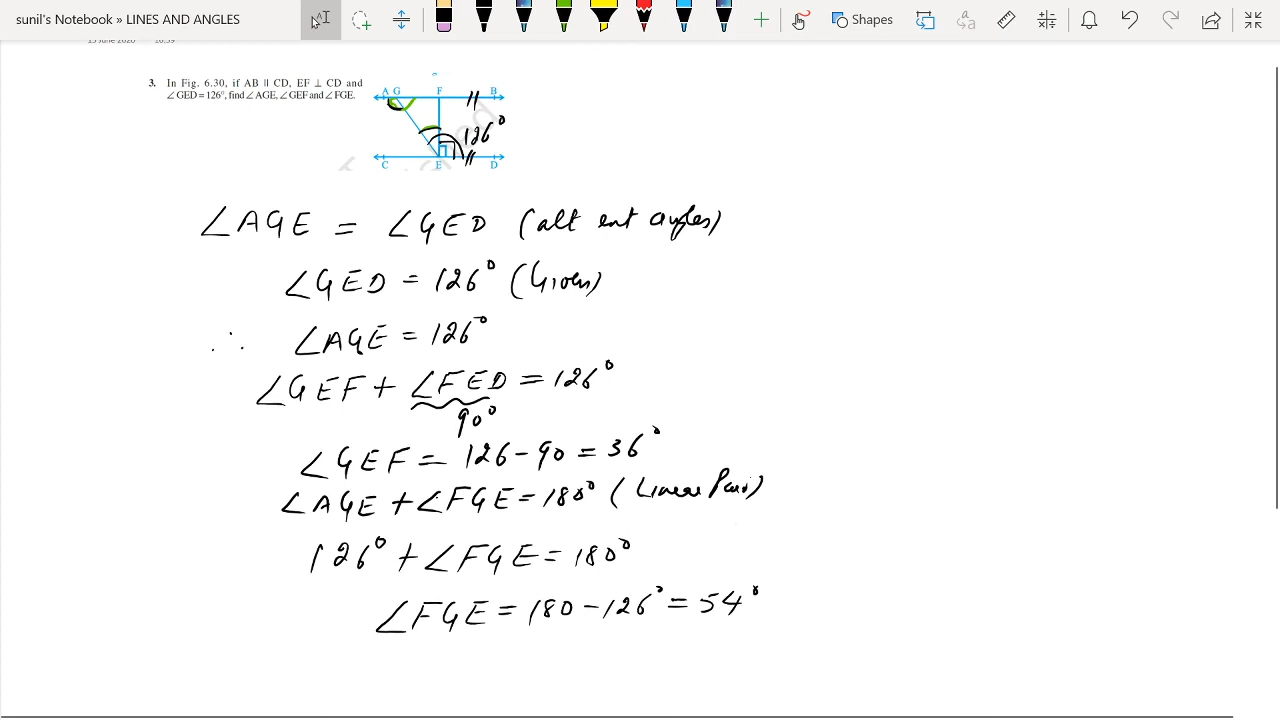 sunil's Notebook » LINES AND ANGLES
Shapes
3. In Fig. 6.30, if AB || CD, EF ⊥ CD and
∠GED = 126°, find ∠ AGE, ∠ GEF and ∠ FGE.
A G F B
126°
C E D
∠AGE = ∠GED (alt ent angles)
∠GED = 126° (Given)
∴ ∠AGE = 126°
∠GEF + ∠FED = 126°
90°
∠GEF = 126 - 90 = 36°
∠AGE + ∠FGE = 180° (Linear Pair)
126° + ∠FGE = 180°
∠FGE = 180 - 126° = 54°